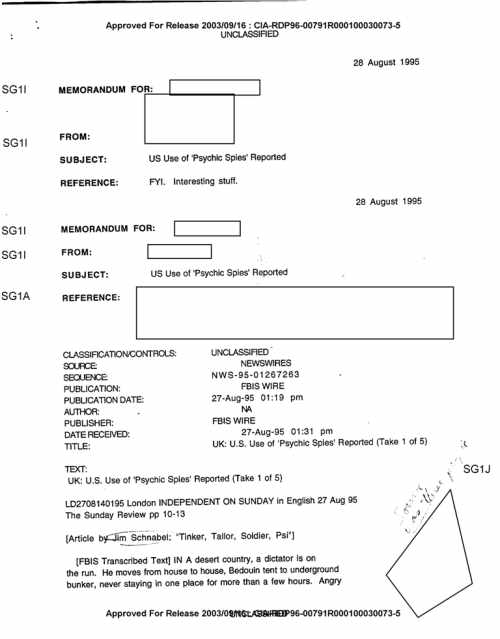 Approved For Release 2003/09/16 : CIA-RDP96-00791R000100030073-5
UNCLASSIFIED
28 August 1995
SG1I MEMORANDUM FOR:
SG1I FROM:
SUBJECT: US Use of 'Psychic Spies' Reported
REFERENCE: FYI. Interesting stuff.
28 August 1995
SG1I MEMORANDUM FOR:
SG1I FROM:
SUBJECT: US Use of 'Psychic Spies' Reported
SG1A REFERENCE:
CLASSIFICATION/CONTROLS: UNCLASSIFIED
SOURCE: NEWSWIRES
SEQUENCE: NWS-95-01267263
PUBLICATION: FBIS WIRE
PUBLICATION DATE: 27-Aug-95 01:19 pm
AUTHOR: NA
PUBLISHER: FBIS WIRE
DATE RECEIVED: 27-Aug-95 01:31 pm
TITLE: UK: U.S. Use of 'Psychic Spies' Reported (Take 1 of 5)
SG1J
TEXT:
UK: U.S. Use of 'Psychic Spies' Reported (Take 1 of 5)
LD2708140195 London INDEPENDENT ON SUNDAY in English 27 Aug 95
The Sunday Review pp 10-13
[Article by Jim Schnabel; "Tinker, Tailor, Soldier, Psi"]
[FBIS Transcribed Text] IN A desert country, a dictator is on
the run. He moves from house to house, Bedouin tent to underground
bunker, never staying in one place for more than a few hours. Angry
Approved For Release 2003/09/16 : CIA-RDP96-00791R000100030073-5
UNCLASSIFIED